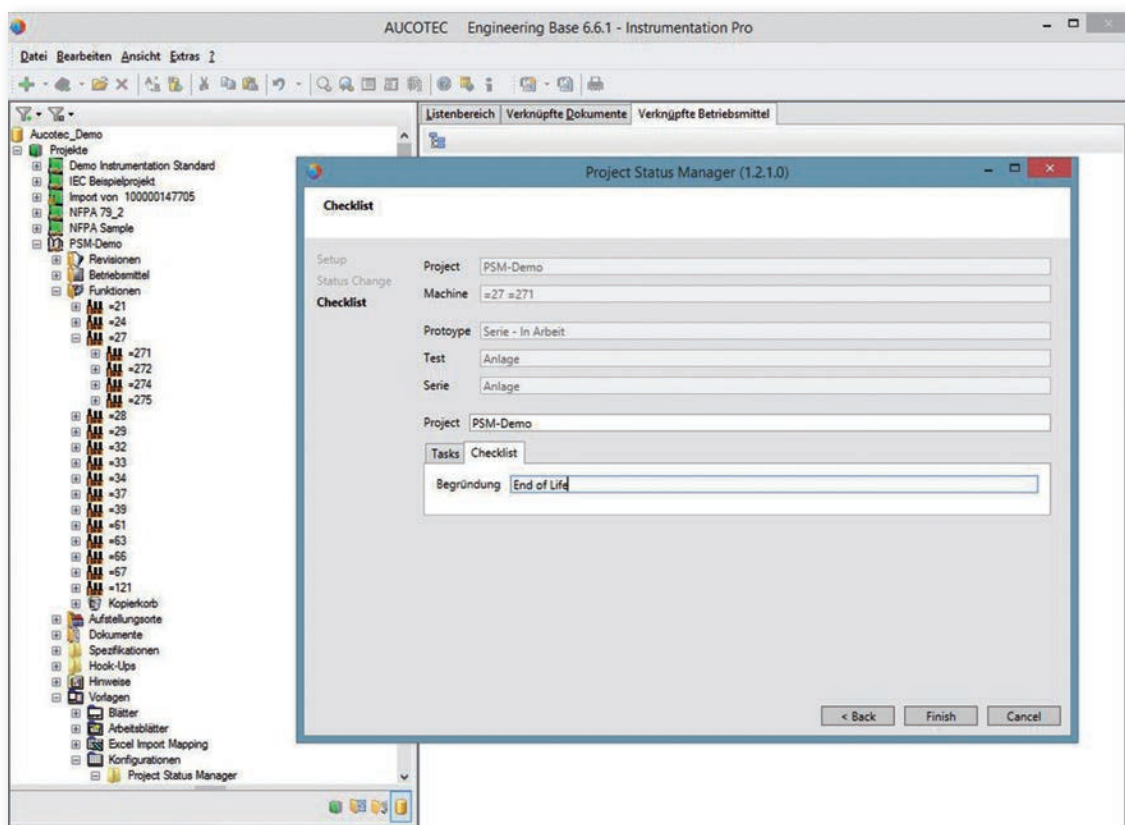 AUCOTEC Engineering Base 6.6.1 - Instrumentation Pro
Datei Bearbeiten Ansicht Extras ?
Listenbereich Verknüpfte Dokumente Verknüpfte Betriebsmittel
Aucotec_Demo
Projekte
Demo Instrumentation Standard
IEC Beispielprojekt
Import von 100000147705
NFPA 79_2
NFPA Sample
PSM-Demo
Revisionen
Betriebsmittel
Funktionen
=21
=24
=27
=271
=272
=274
=275
=28
=29
=32
=33
=34
=37
=39
=61
=63
=66
=67
=121
Kopierkorb
Aufstellungsorte
Dokumente
Spezifikationen
Hook-Ups
Hinweise
Vorlagen
Blätter
Arbeitsblätter
Excel Import Mapping
Konfigurationen
Project Status Manager
Project Status Manager (1.2.1.0)
Checklist
Setup
Status Change
Checklist
Project PSM-Demo
Machine =27 =271
Protoype Serie - In Arbeit
Test Anlage
Serie Anlage
Project PSM-Demo
Tasks Checklist
Begründung End of Life
< Back Finish Cancel